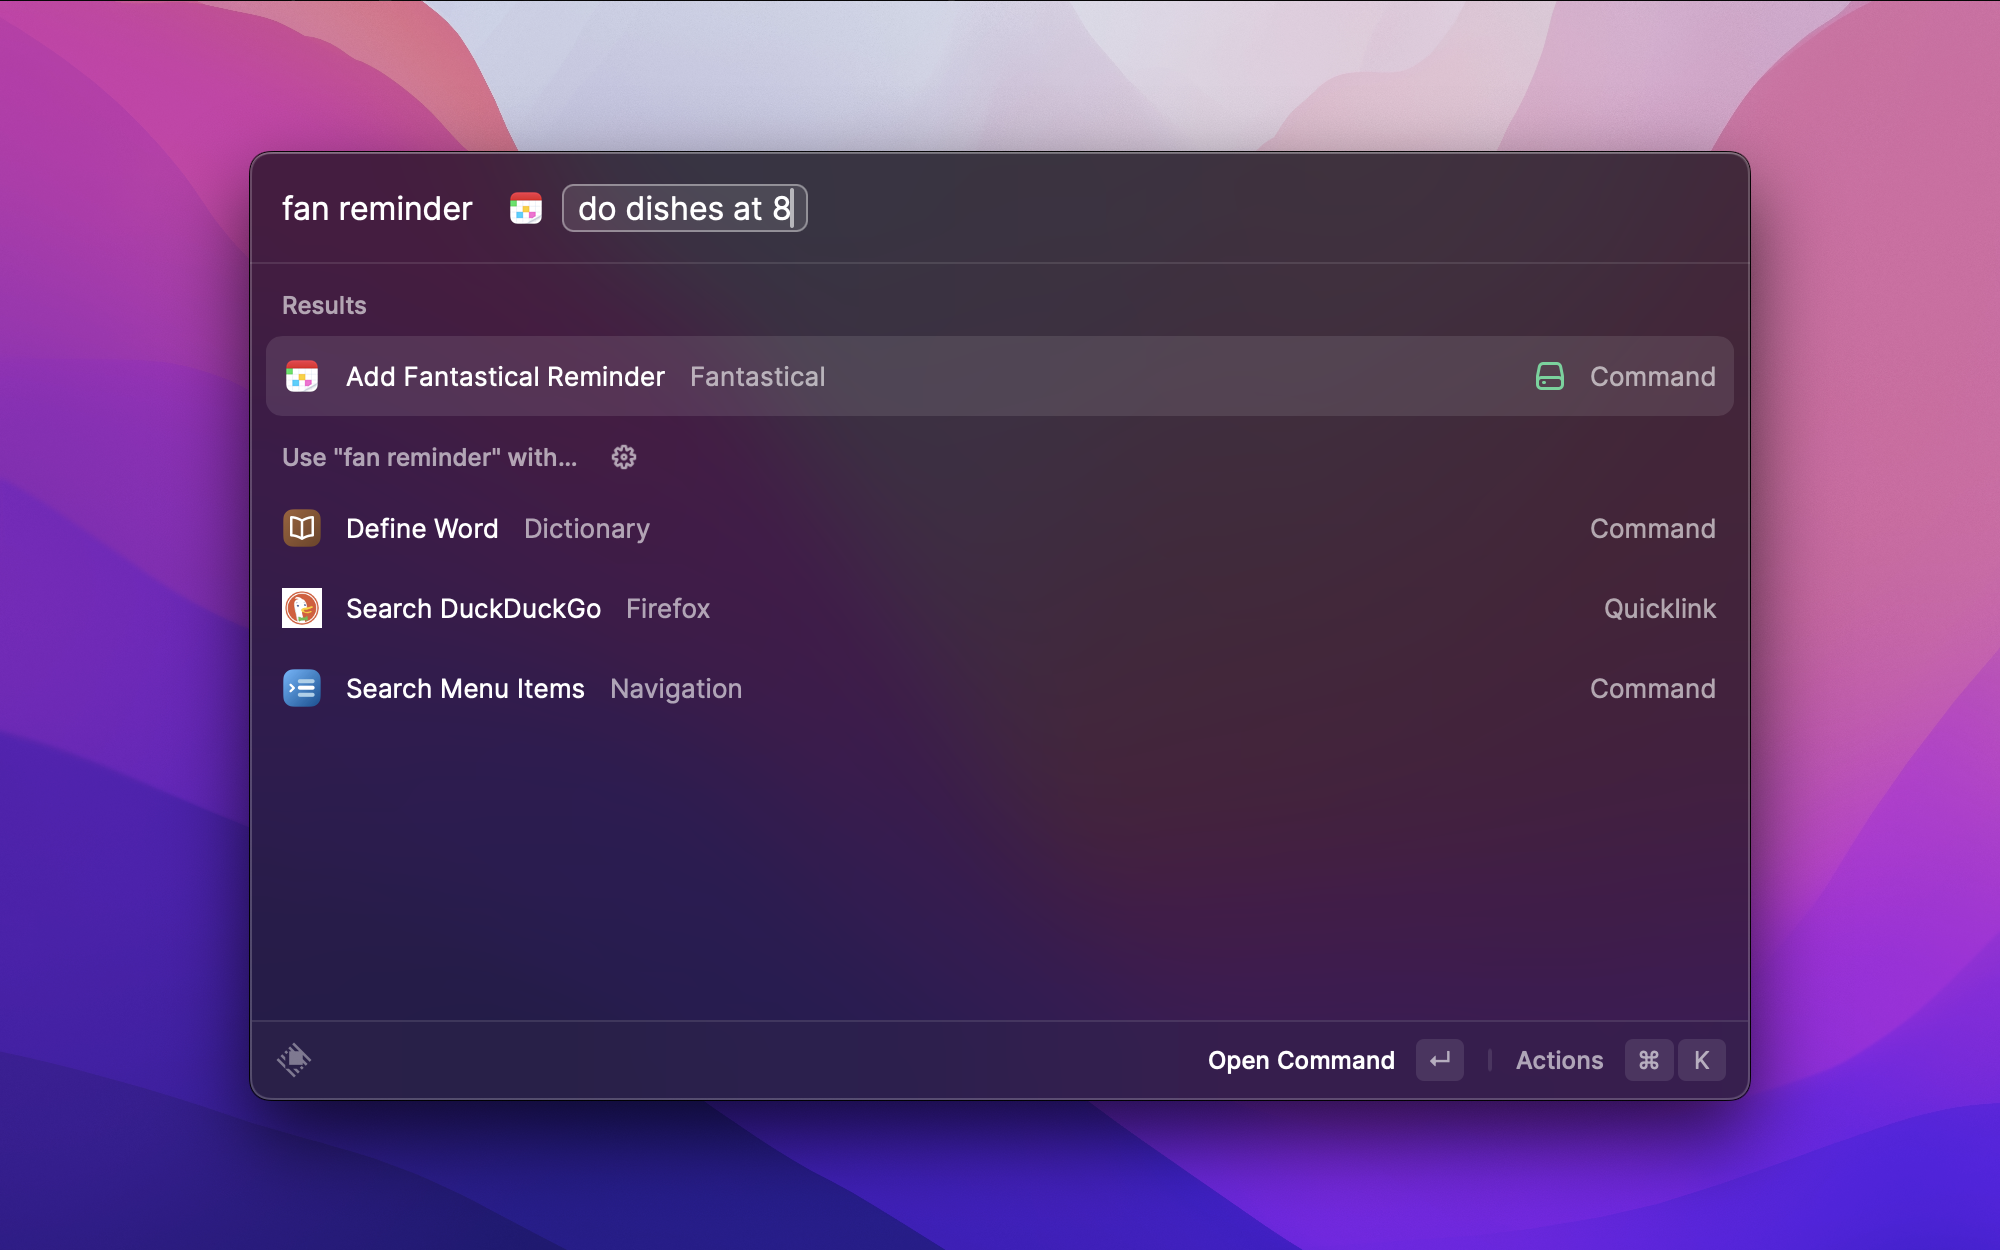 fan reminder do dishes at 8
Results
Add Fantastical Reminder Fantastical Command
Use "fan reminder" with...
Define Word Dictionary Command
Search DuckDuckGo Firefox Quicklink
Search Menu Items Navigation Command
Open Command ↵ Actions ⌘ K